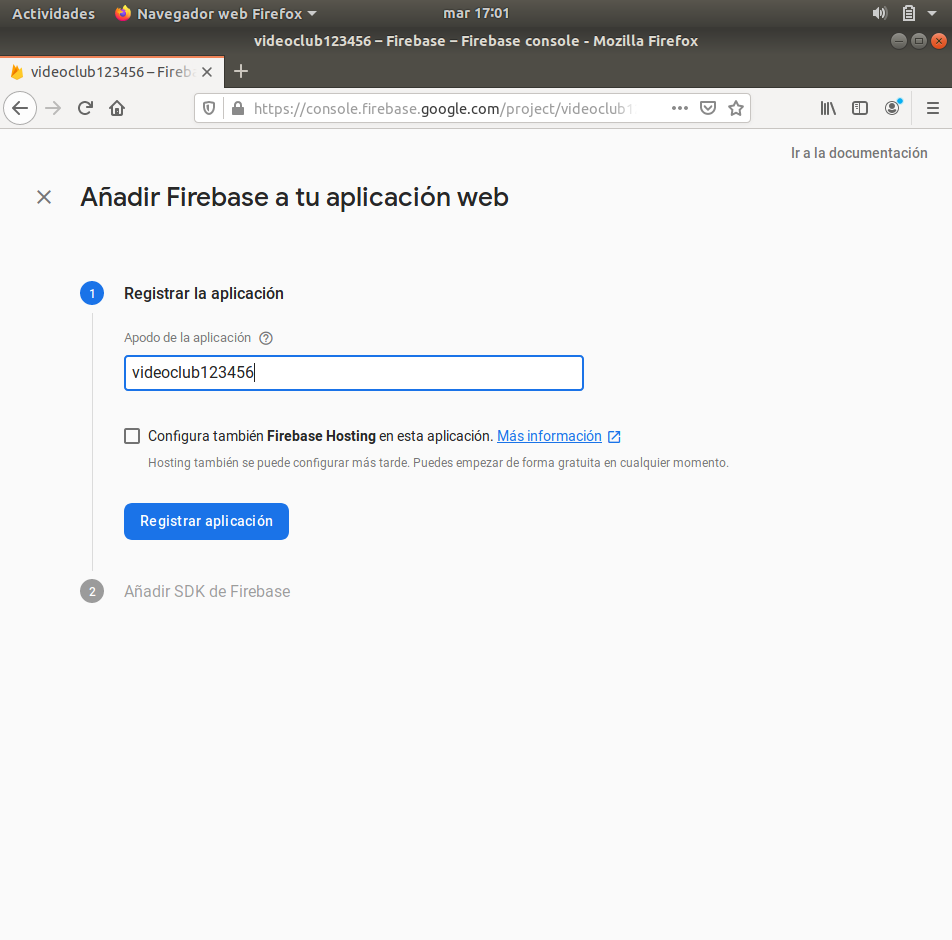 Actividades Navegador web Firefox mar 17:01
videoclub123456 – Firebase – Firebase console - Mozilla Firefox
videoclub123456 – Fireba
https://console.firebase.google.com/project/videoclub1
Ir a la documentación
Añadir Firebase a tu aplicación web
1 Registrar la aplicación
Apodo de la aplicación ?
videoclub123456
Configura también Firebase Hosting en esta aplicación. Más información
Hosting también se puede configurar más tarde. Puedes empezar de forma gratuita en cualquier momento.
Registrar aplicación
2 Añadir SDK de Firebase